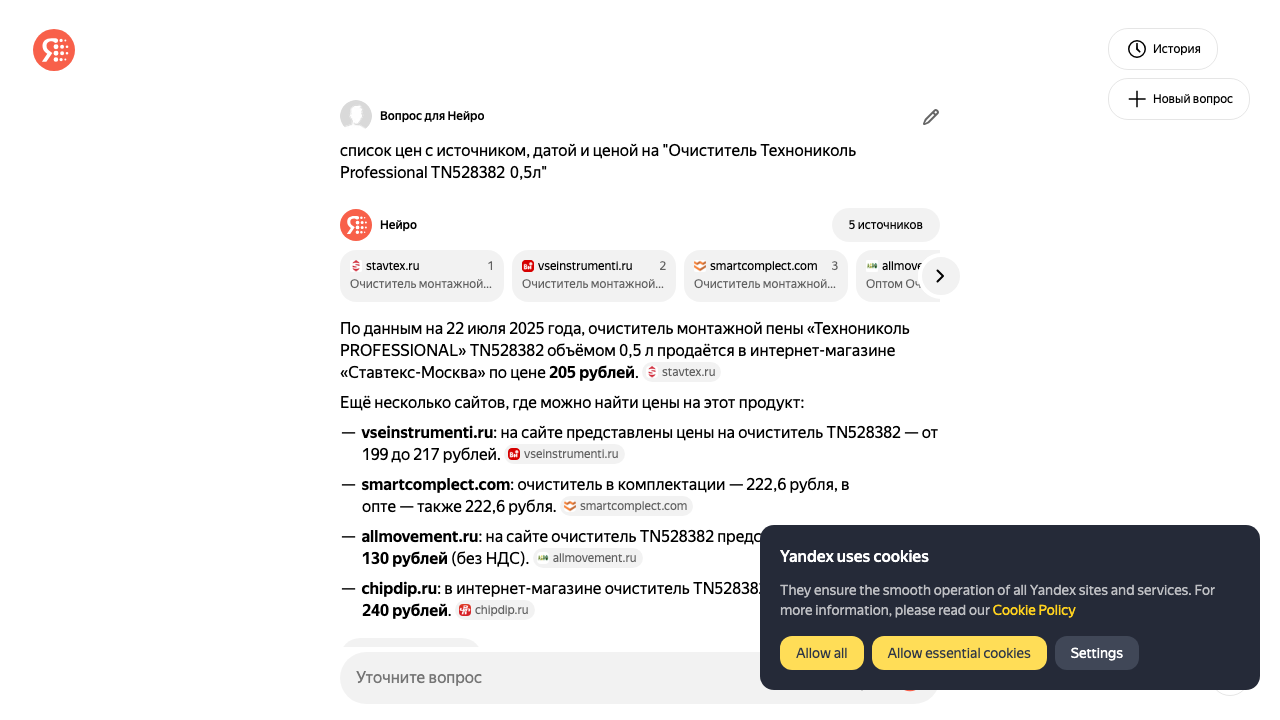 История
Новый вопрос
Вопрос для Нейро
список цен с источником, датой и ценой на "Очиститель Технониколь
Professional TN528382 0,5л"
Нейро
5 источников
stavtex.ru 1
Очиститель монтажной...
vseinstrumenti.ru 2
Очиститель монтажной...
smartcomplect.com 3
Очиститель монтажной...
allmove
Оптом Оч
По данным на 22 июля 2025 года, очиститель монтажной пены «Технониколь
PROFESSIONAL» TN528382 объёмом 0,5 л продаётся в интернет-магазине
«Ставтекс-Москва» по цене 205 рублей. stavtex.ru
Ещё несколько сайтов, где можно найти цены на этот продукт:
— vseinstrumenti.ru: на сайте представлены цены на очиститель TN528382 — от
199 до 217 рублей. vseinstrumenti.ru
— smartcomplect.com: очиститель в комплектации — 222,6 рубля, в
опте — также 222,6 рубля. smartcomplect.com
— allmovement.ru: на сайте очиститель TN528382 предс
130 рублей (без НДС). allmovement.ru
— chipdip.ru: в интернет-магазине очиститель TN528382
240 рублей. chipdip.ru
Уточните вопрос
Yandex uses cookies
They ensure the smooth operation of all Yandex sites and services. For
more information, please read our Cookie Policy
Allow all
Allow essential cookies
Settings